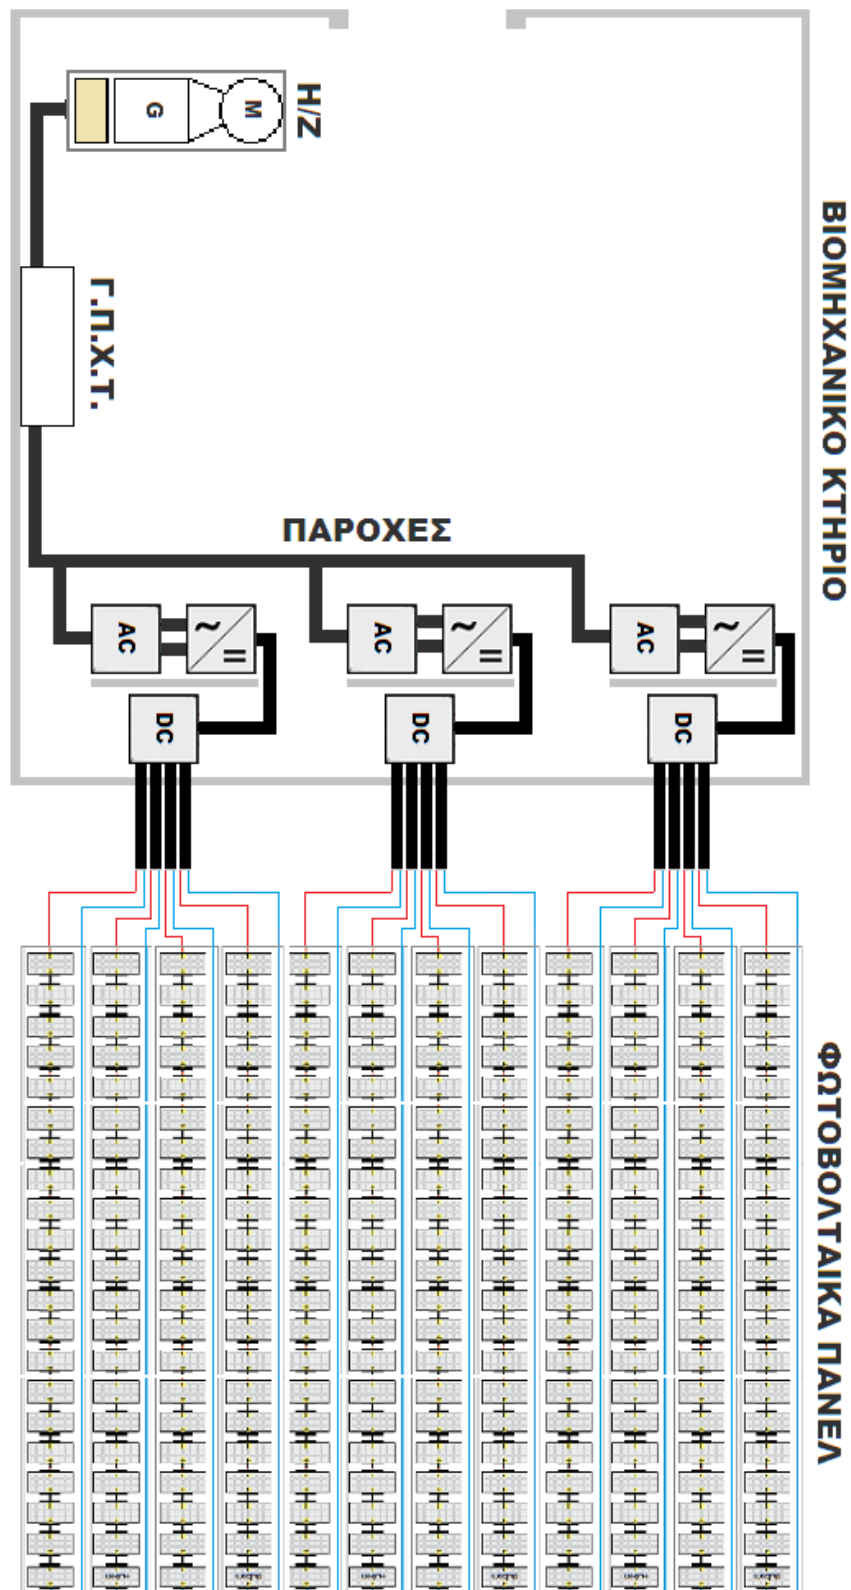 Η/Ζ
M
G
Γ.Π.Χ.Τ.
ΒΙΟΜΗΧΑΝΙΚΟ ΚΤΗΡΙΟ
ΠΑΡΟΧΕΣ
AC
~
=
AC
~
=
AC
~
=
DC
DC
DC
ΦΩΤΟΒΟΛΤΑΙΚΑ ΠΑΝΕΛ